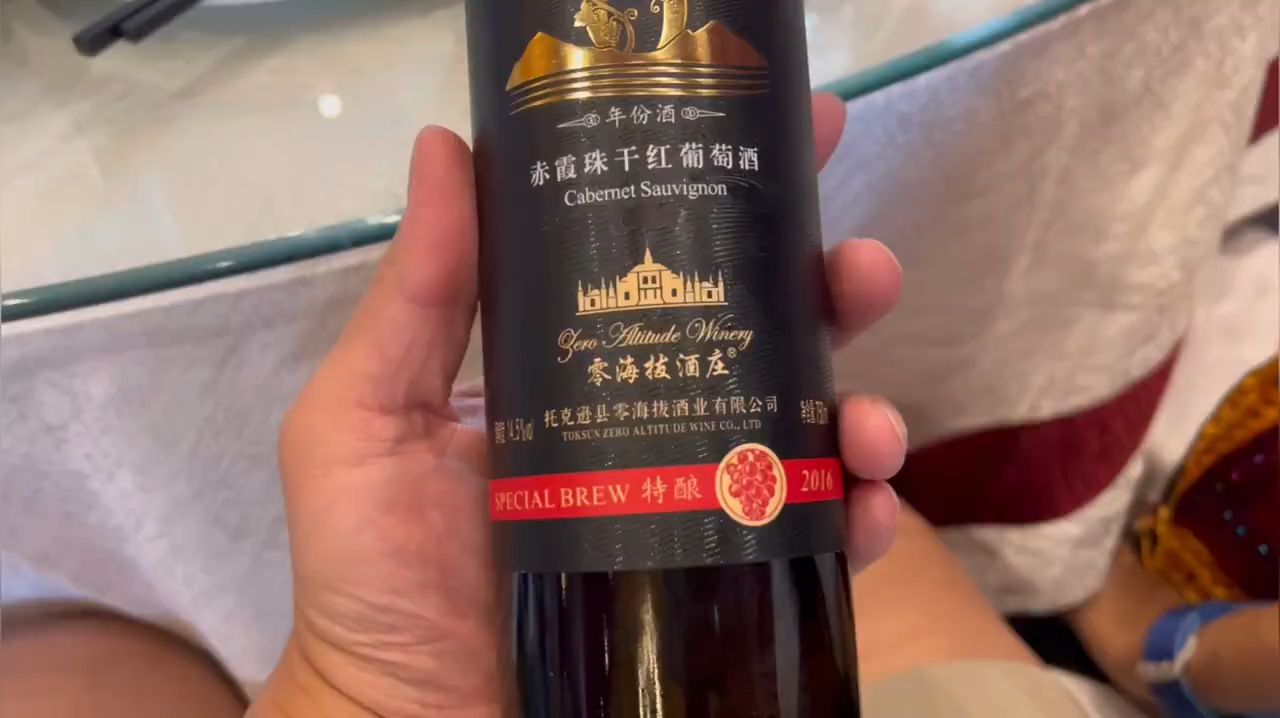 年份酒
赤霞珠干红葡萄酒
Cabernet Sauvignon
Zero Altitude Winery
零海拔酒庄®
托克逊县零海拔酒业有限公司
TOKSUN ZERO ALTITUDE WINE CO., LTD
SPECIAL BREW 特酿 2016